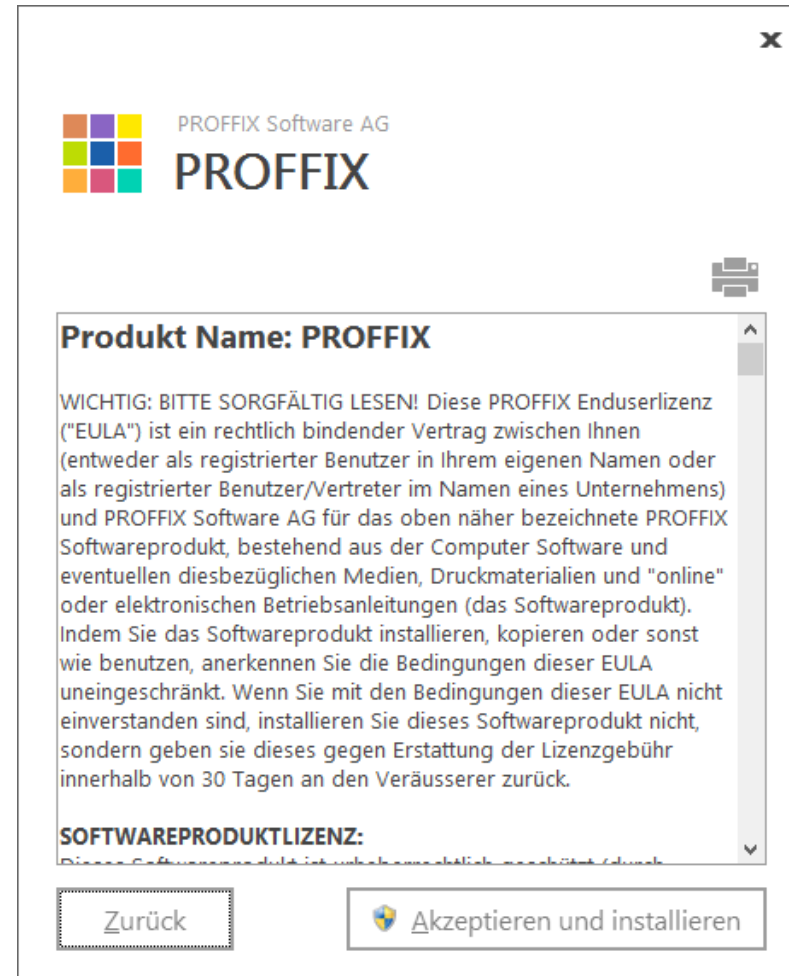 PROFFIX Software AG
PROFFIX
Produkt Name: PROFFIX
WICHTIG: BITTE SORGFÄLTIG LESEN! Diese PROFFIX Enduserlizenz
("EULA") ist ein rechtlich bindender Vertrag zwischen Ihnen
(entweder als registrierter Benutzer in Ihrem eigenen Namen oder
als registrierter Benutzer/Vertreter im Namen eines Unternehmens)
und PROFFIX Software AG für das oben näher bezeichnete PROFFIX
Softwareprodukt, bestehend aus der Computer Software und
eventuellen diesbezüglichen Medien, Druckmaterialien und "online"
oder elektronischen Betriebsanleitungen (das Softwareprodukt).
Indem Sie das Softwareprodukt installieren, kopieren oder sonst
wie benutzen, anerkennen Sie die Bedingungen dieser EULA
uneingeschränkt. Wenn Sie mit den Bedingungen dieser EULA nicht
einverstanden sind, installieren Sie dieses Softwareprodukt nicht,
sondern geben sie dieses gegen Erstattung der Lizenzgebühr
innerhalb von 30 Tagen an den Veräusserer zurück.
SOFTWAREPRODUKTLIZENZ:
Dieses Softwareprodukt ist urheberrechtlich geschützt (durch
Zurück
Akzeptieren und installieren